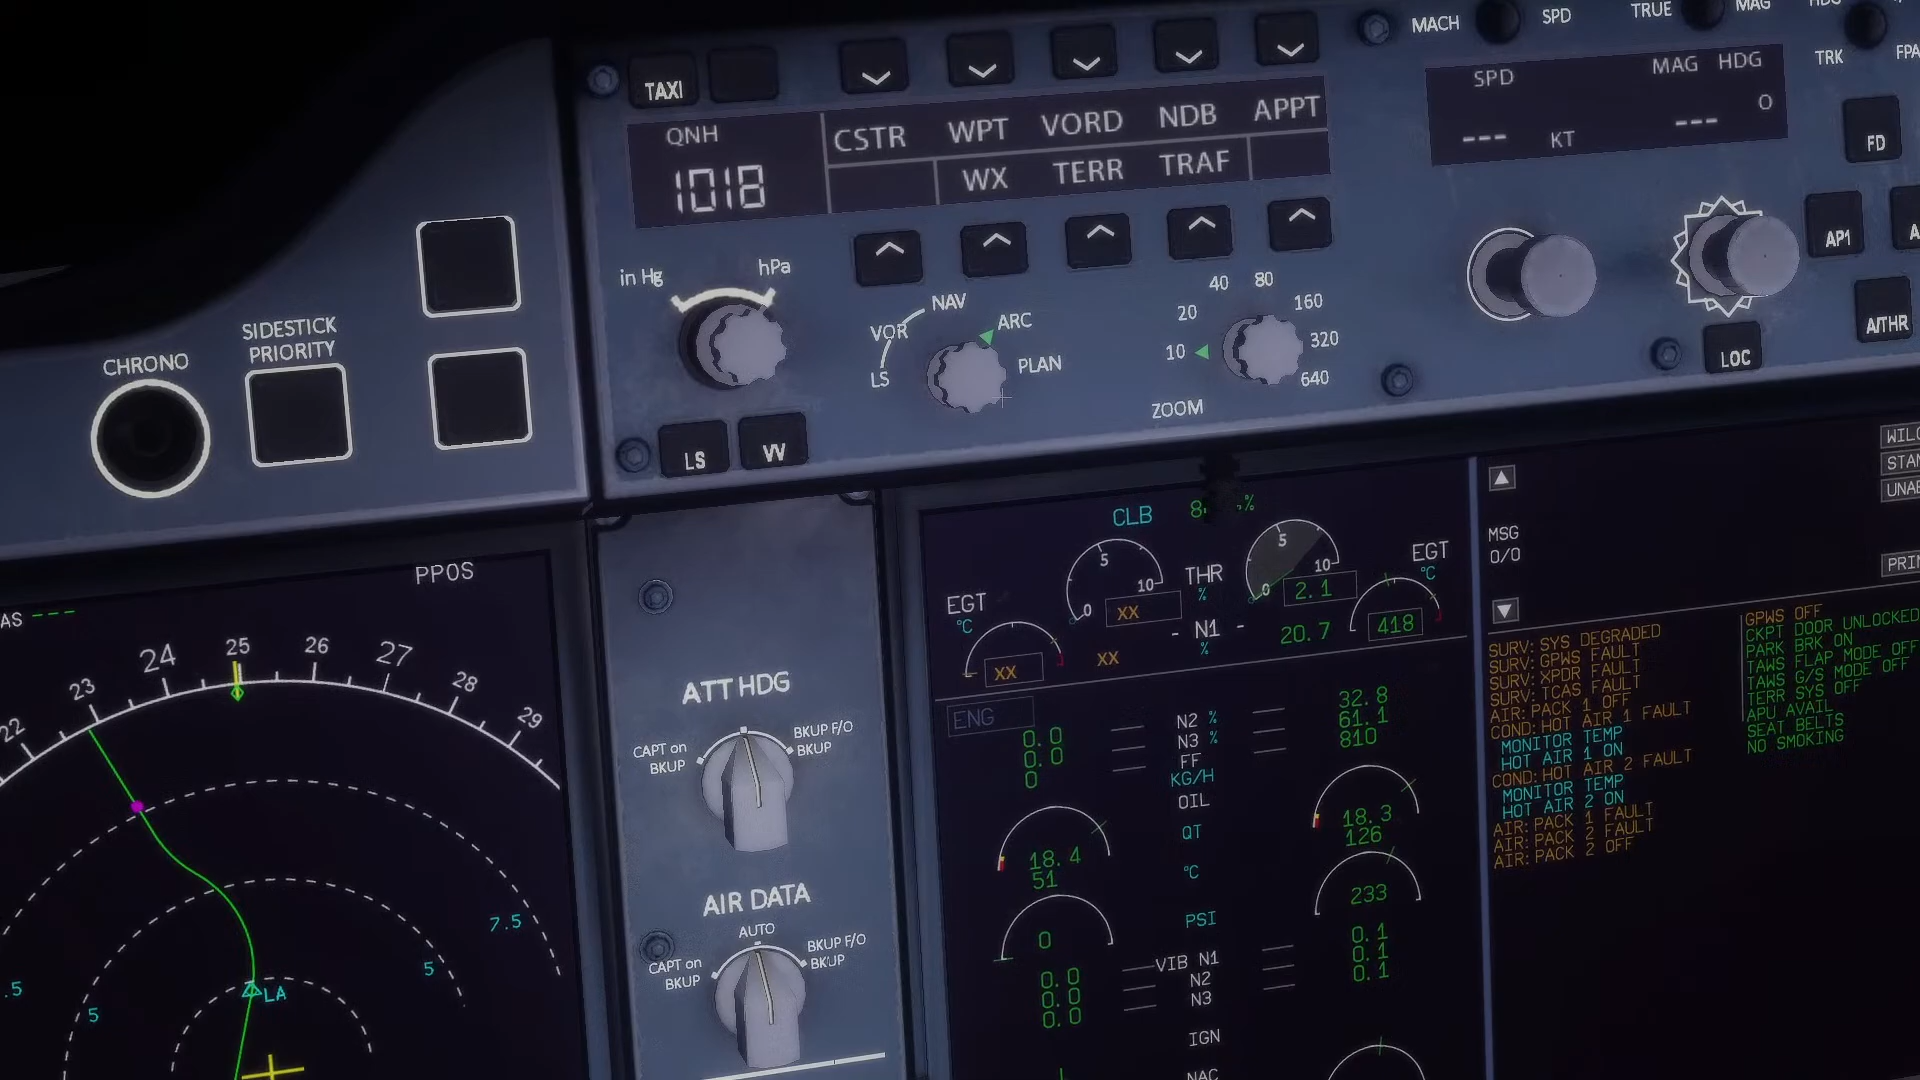 TAXI
QNH
1018
CSTR WPT VORD NDB APPT
WX TERR TRAF
in Hg hPa
LS VOR NAV ARC PLAN
10 20 40 80 160 320 640
ZOOM
LS VV
MACH SPD TRUE MAG
TRK
SPD MAG HDG
--- KT ---
FD
AP1
A/THR
LOC
CHRONO
SIDESTICK
PRIORITY
PPOS
22 23 24 25 26 27 28 29
7.5
5
5
LA
ATT HDG
CAPT on
BKUP
BKUP F/O
BKUP
AIR DATA
AUTO
CAPT on
BKUP
BKUP F/O
BKUP
CLB
5 10 0
THR
%
5 10 0
EGT
°C
EGT
°C
XX
2.1
XX
- N1 -
%
20.7
XX
418
ENG
0.0 N2 % 32.8
0.0 N3 % 61.1
0 FF 810
KG/H
OIL
18.4 QT 18.3
51 °C 126
0 PSI 233
0.0 VIB N1 0.1
0.0 N2 0.1
0.0 N3 0.1
IGN
NAC
MSG
0/0
SURV: SYS DEGRADED
SURV: GPWS FAULT
SURV: XPDR FAULT
SURV: TCAS FAULT
AIR: PACK 1 OFF
COND: HOT AIR 1 FAULT
MONITOR TEMP
HOT AIR 1 ON
COND: HOT AIR 2 FAULT
MONITOR TEMP
HOT AIR 2 ON
AIR: PACK 1 FAULT
AIR: PACK 2 FAULT
AIR: PACK 2 OFF
GPWS OFF
CKPT DOOR UNLOCKED
PARK BRK ON
TAWS FLAP MODE OFF
TAWS G/S MODE OFF
TERR SYS OFF
APU AVAIL
SEAT BELTS
NO SMOKING